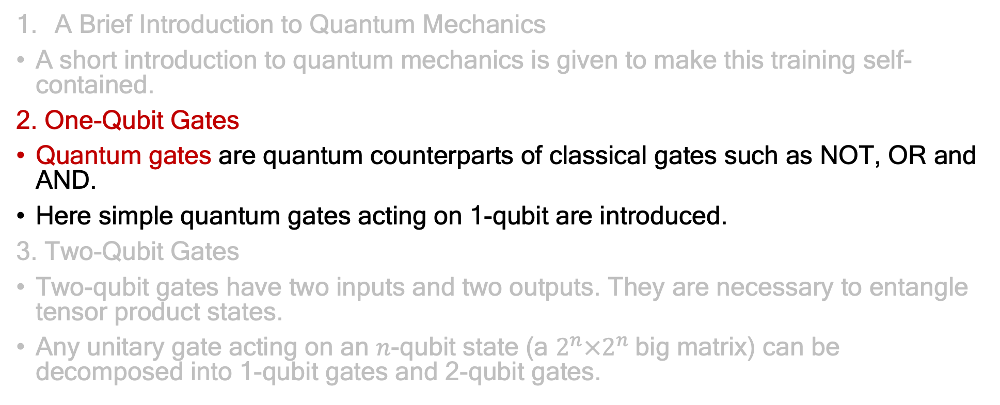 1. A Brief Introduction to Quantum Mechanics
• A short introduction to quantum mechanics is given to make this training self-
contained.
2. One-Qubit Gates
• Quantum gates are quantum counterparts of classical gates such as NOT, OR and
AND.
• Here simple quantum gates acting on 1-qubit are introduced.
3. Two-Qubit Gates
• Two-qubit gates have two inputs and two outputs. They are necessary to entangle
tensor product states.
• Any unitary gate acting on an n-qubit state (a 2ⁿ×2ⁿ big matrix) can be
decomposed into 1-qubit gates and 2-qubit gates.